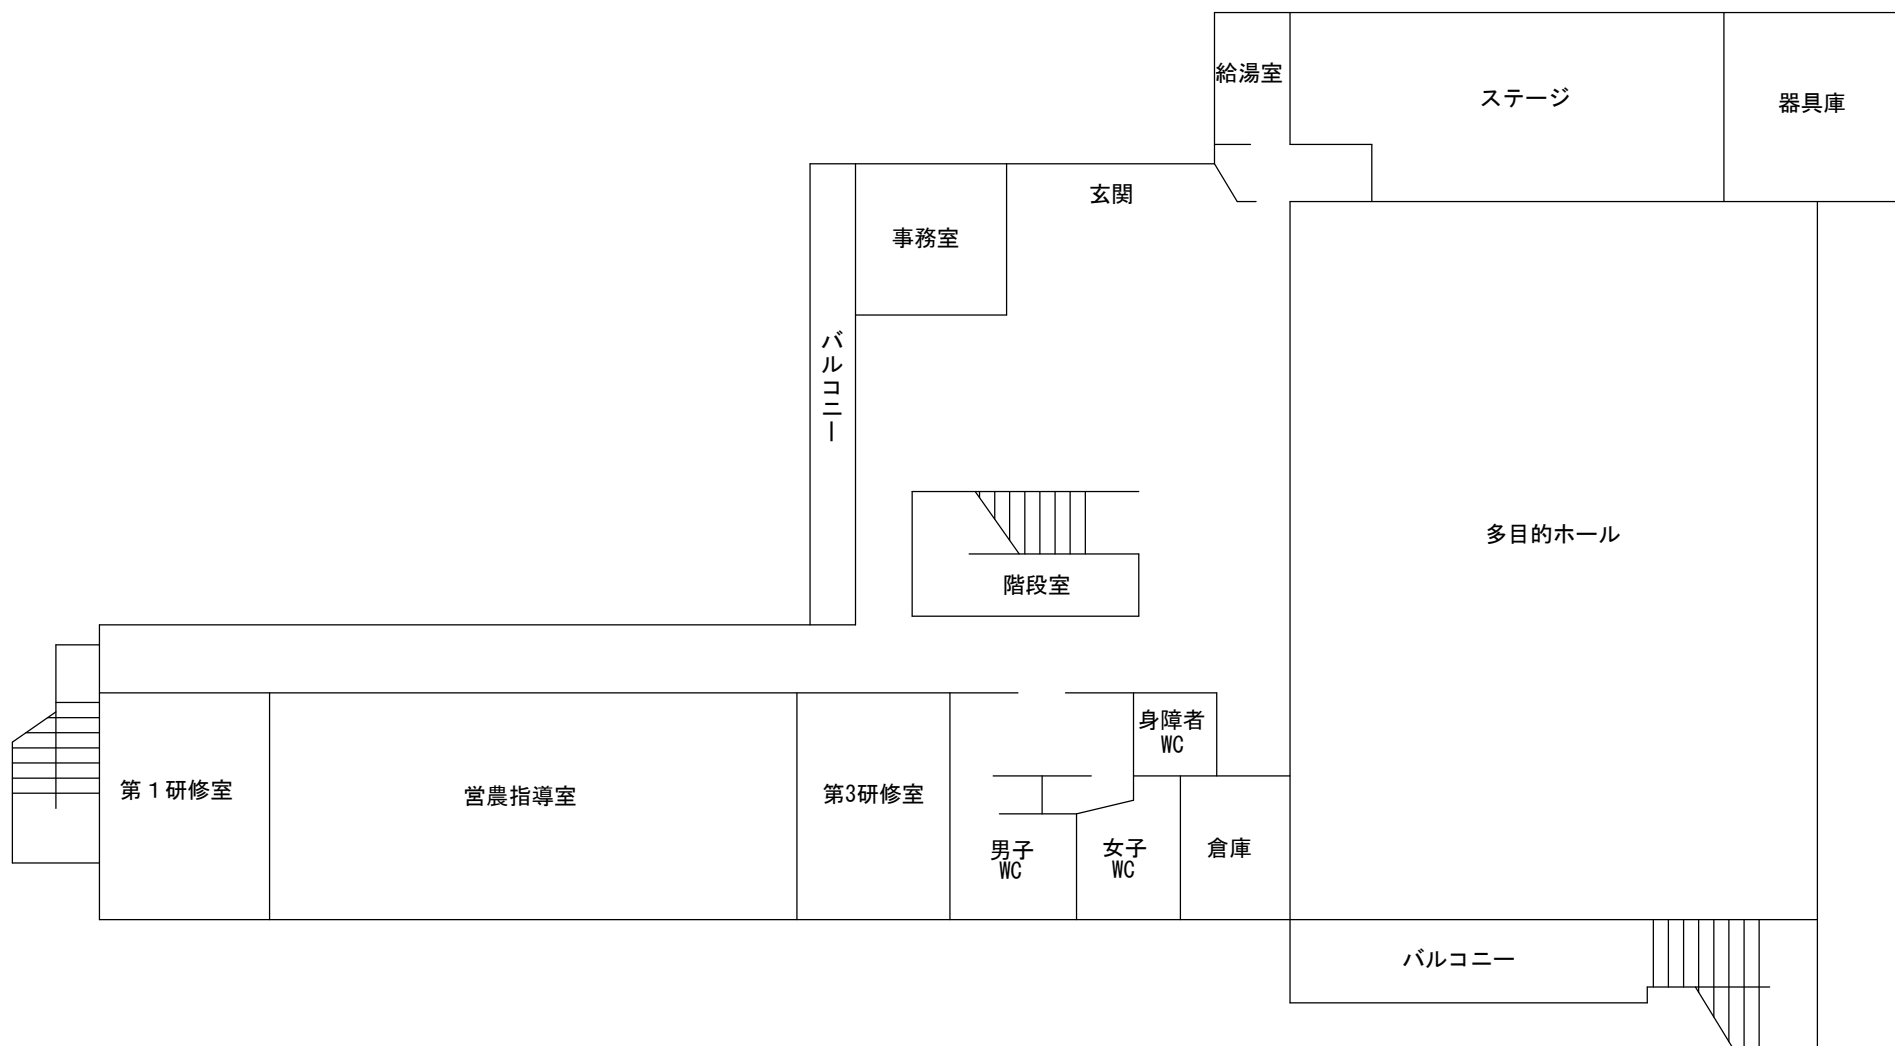 給湯室
ステージ
器具庫
玄関
事務室
バルコニー
多目的ホール
階段室
身障者
WC
第１研修室
営農指導室
第3研修室
男子
WC
女子
WC
倉庫
バルコニー